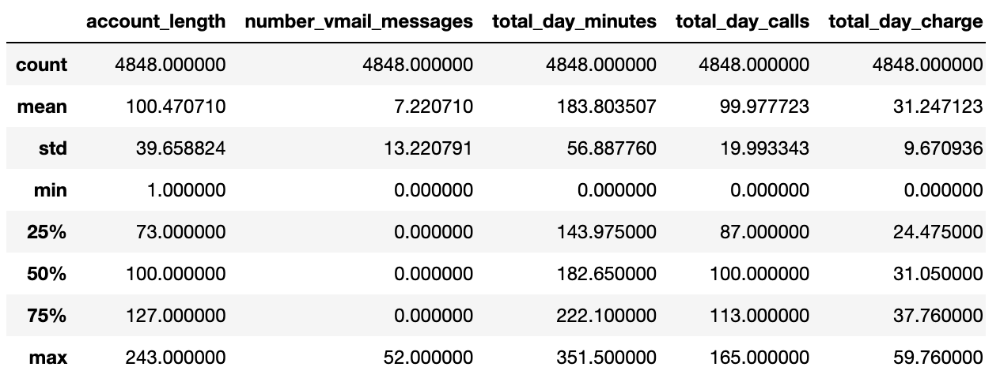 account_length number_vmail_messages total_day_minutes total_day_calls total_day_charge
count 4848.000000 4848.000000 4848.000000 4848.000000 4848.000000
mean 100.470710 7.220710 183.803507 99.977723 31.247123
std 39.658824 13.220791 56.887760 19.993343 9.670936
min 1.000000 0.000000 0.000000 0.000000 0.000000
25% 73.000000 0.000000 143.975000 87.000000 24.475000
50% 100.000000 0.000000 182.650000 100.000000 31.050000
75% 127.000000 0.000000 222.100000 113.000000 37.760000
max 243.000000 52.000000 351.500000 165.000000 59.760000